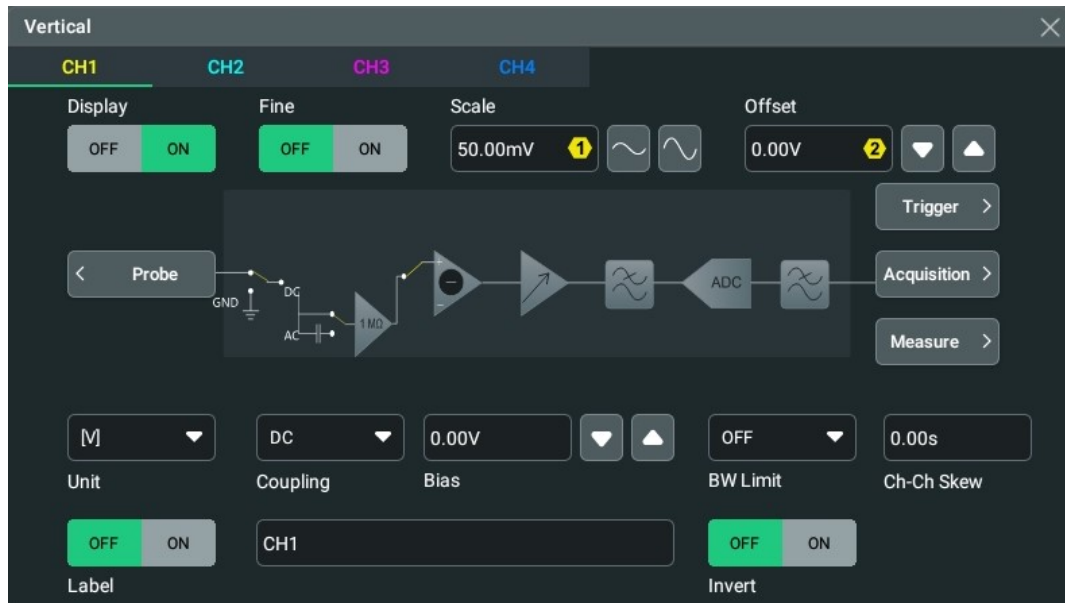 Vertical
CH1 CH2 CH3 CH4
Display Fine Scale Offset
OFF ON OFF ON 50.00mV 1 0.00V 2
Trigger >
< Probe DC GND AC 1 MΩ ADC Acquisition >
Measure >
[V] DC 0.00V OFF 0.00s
Unit Coupling Bias BW Limit Ch-Ch Skew
OFF ON CH1 OFF ON
Label Invert